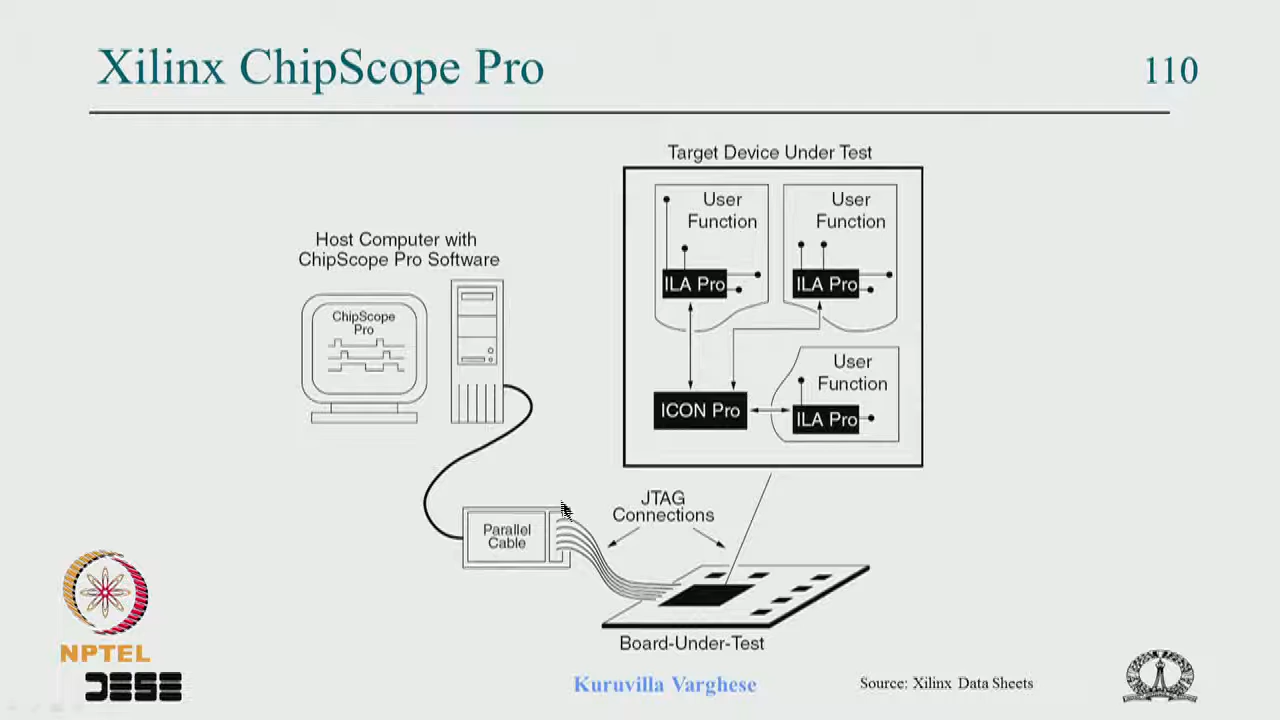 Xilinx ChipScope Pro
110
Target Device Under Test
User
Function
User
Function
ILA Pro
ILA Pro
Host Computer with
ChipScope Pro Software
ChipScope
Pro
User
Function
ICON Pro
ILA Pro
JTAG
Connections
Parallel
Cable
Board-Under-Test
NPTEL
DESE
Kuruvilla Varghese
Source: Xilinx Data Sheets